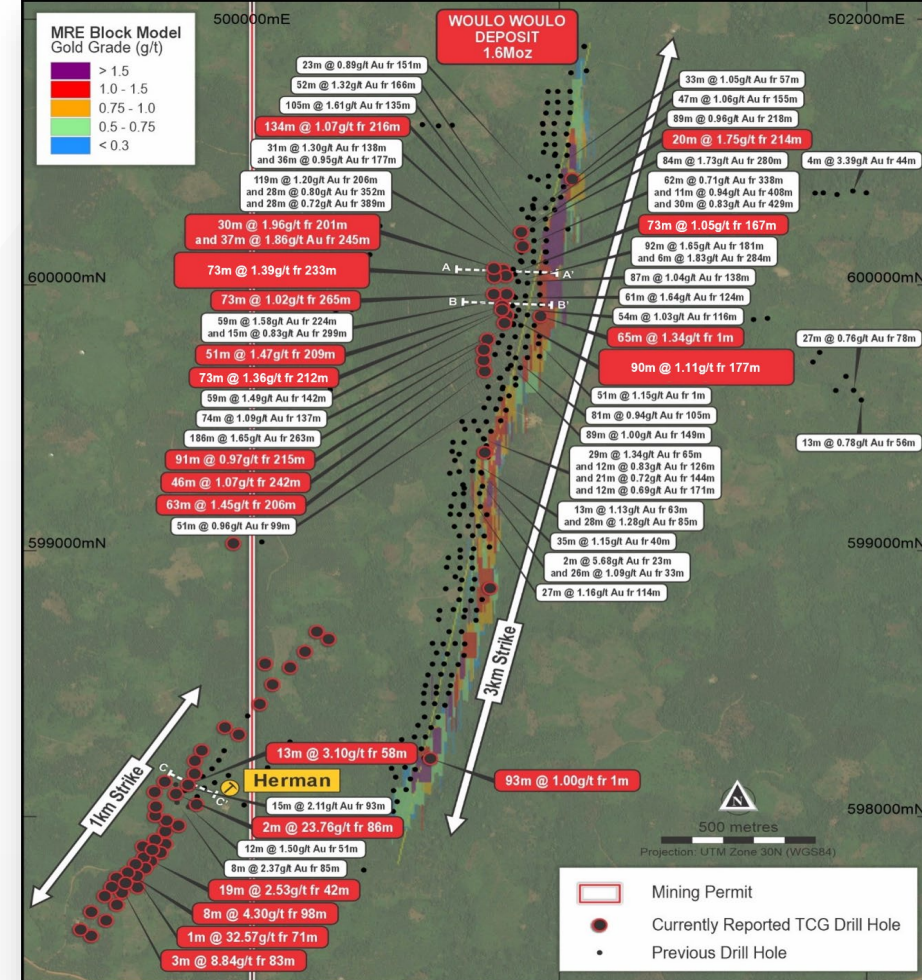 500000mE
502000mE
MRE Block Model
Gold Grade (g/t)
> 1.5
1.0 - 1.5
0.75 - 1.0
0.5 - 0.75
< 0.3
WOULO WOULO
DEPOSIT
1.6Moz
23m @ 0.89g/t Au fr 151m
52m @ 1.32g/t Au fr 166m
105m @ 1.61g/t Au fr 135m
134m @ 1.07g/t fr 216m
31m @ 1.30g/t Au fr 138m
and 36m @ 0.95g/t Au fr 177m
119m @ 1.20g/t Au fr 206m
and 28m @ 0.80g/t Au fr 352m
and 28m @ 0.72g/t Au fr 389m
30m @ 1.96g/t fr 201m
and 37m @ 1.86g/t Au fr 245m
73m @ 1.39g/t fr 233m
73m @ 1.02g/t fr 265m
59m @ 1.58g/t Au fr 224m
and 15m @ 0.83g/t Au fr 299m
51m @ 1.47g/t fr 209m
73m @ 1.36g/t fr 212m
59m @ 1.49g/t Au fr 142m
74m @ 1.09g/t Au fr 137m
186m @ 1.65g/t Au fr 263m
91m @ 0.97g/t fr 215m
46m @ 1.07g/t fr 242m
63m @ 1.45g/t fr 206m
51m @ 0.96g/t Au fr 99m
33m @ 1.05g/t Au fr 57m
47m @ 1.06g/t Au fr 155m
89m @ 0.96g/t Au fr 218m
20m @ 1.75g/t fr 214m
84m @ 1.73g/t Au fr 280m
4m @ 3.39g/t Au fr 44m
62m @ 0.71g/t Au fr 338m
and 11m @ 0.94g/t Au fr 408m
and 30m @ 0.83g/t Au fr 429m
73m @ 1.05g/t fr 167m
92m @ 1.65g/t Au fr 181m
and 6m @ 1.83g/t Au fr 284m
87m @ 1.04g/t Au fr 138m
61m @ 1.64g/t Au fr 124m
54m @ 1.03g/t Au fr 116m
65m @ 1.34g/t fr 1m
27m @ 0.76g/t Au fr 78m
90m @ 1.11g/t fr 177m
51m @ 1.15g/t Au fr 1m
81m @ 0.94g/t Au fr 105m
89m @ 1.00g/t Au fr 149m
13m @ 0.78g/t Au fr 56m
29m @ 1.34g/t Au fr 65m
and 12m @ 0.83g/t Au fr 126m
and 21m @ 0.72g/t Au fr 144m
and 12m @ 0.69g/t Au fr 171m
13m @ 1.13g/t Au fr 63m
and 28m @ 1.28g/t Au fr 85m
35m @ 1.15g/t Au fr 40m
2m @ 5.68g/t Au fr 23m
and 26m @ 1.09g/t Au fr 33m
27m @ 1.16g/t Au fr 114m
A
A'
B
B'
600000mN
600000mN
599000mN
599000mN
3km Strike
1km Strike
C
C'
13m @ 3.10g/t fr 58m
Herman
15m @ 2.11g/t Au fr 93m
2m @ 23.76g/t fr 86m
12m @ 1.50g/t Au fr 51m
8m @ 2.37g/t Au fr 85m
19m @ 2.53g/t fr 42m
8m @ 4.30g/t fr 98m
1m @ 32.57g/t fr 71m
3m @ 8.84g/t fr 83m
93m @ 1.00g/t fr 1m
598000mN
N
500 metres
Projection: UTM Zone 30N (WGS84)
Mining Permit
Currently Reported TCG Drill Hole
Previous Drill Hole